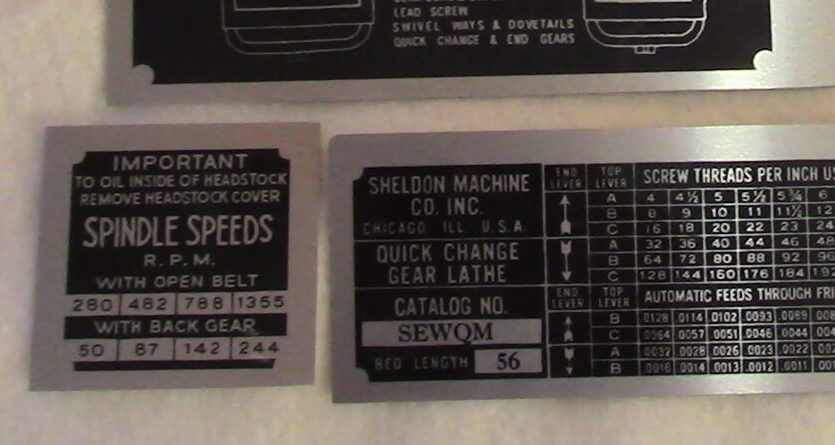 LEAD SCREW
SWIVEL WAYS & DOVETAILS
QUICK CHANGE & END GEARS
IMPORTANT
TO OIL INSIDE OF HEADSTOCK
REMOVE HEADSTOCK COVER
SPINDLE SPEEDS
R.P.M.
WITH OPEN BELT
280 482 788 1355
WITH BACK GEAR
50 87 142 244
SHELDON MACHINE
CO. INC.
CHICAGO ILL U.S.A.
QUICK CHANGE
GEAR LATHE
CATALOG NO.
SEWQM
BED LENGTH 56
END LEVER TOP LEVER SCREW THREADS PER INCH
A 4 4½ 5 5½ 5¾ 6
B 8 9 10 11 11½ 12
C 16 18 20 22 23 24
A 32 36 40 44 46 48
B 64 72 80 88 92 96
C 128 144 160 176 184
END LEVER TOP LEVER AUTOMATIC FEEDS THROUGH
B .0128 .0114 .0102 .0093 .0089
C .0064 .0057 .0051 .0046 .0044
A .0032 .0028 .0026 .0023 .0022
B .0016 .0014 .0013 .0012 .0011